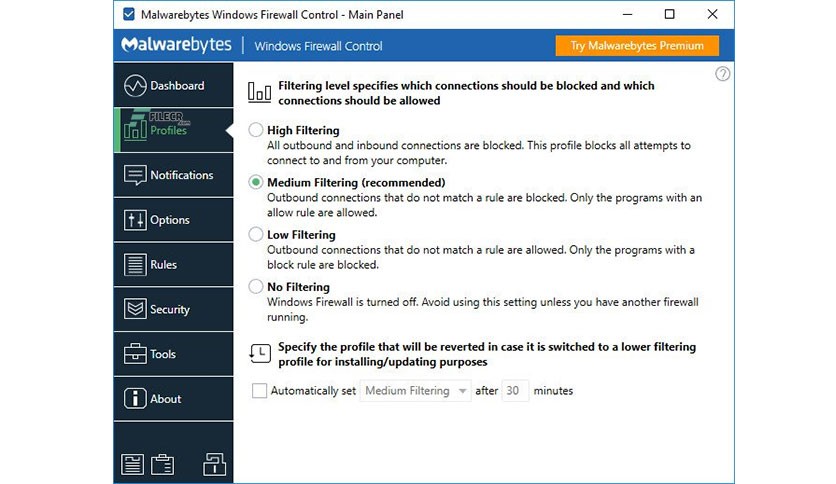 Malwarebytes Windows Firewall Control - Main Panel
Malwarebytes | Windows Firewall Control
Try Malwarebytes Premium
Dashboard
FILECR
.com
Profiles
Notifications
Options
Rules
Security
Tools
About
?
Filtering level specifies which connections should be blocked and which
connections should be allowed
High Filtering
All outbound and inbound connections are blocked. This profile blocks all attempts to
connect to and from your computer.
Medium Filtering (recommended)
Outbound connections that do not match a rule are blocked. Only the programs with an
allow rule are allowed.
Low Filtering
Outbound connections that do not match a rule are allowed. Only the programs with a
block rule are blocked.
No Filtering
Windows Firewall is turned off. Avoid using this setting unless you have another firewall
running.
Specify the profile that will be reverted in case it is switched to a lower filtering
profile for installing/updating purposes
Automatically set Medium Filtering after 30 minutes